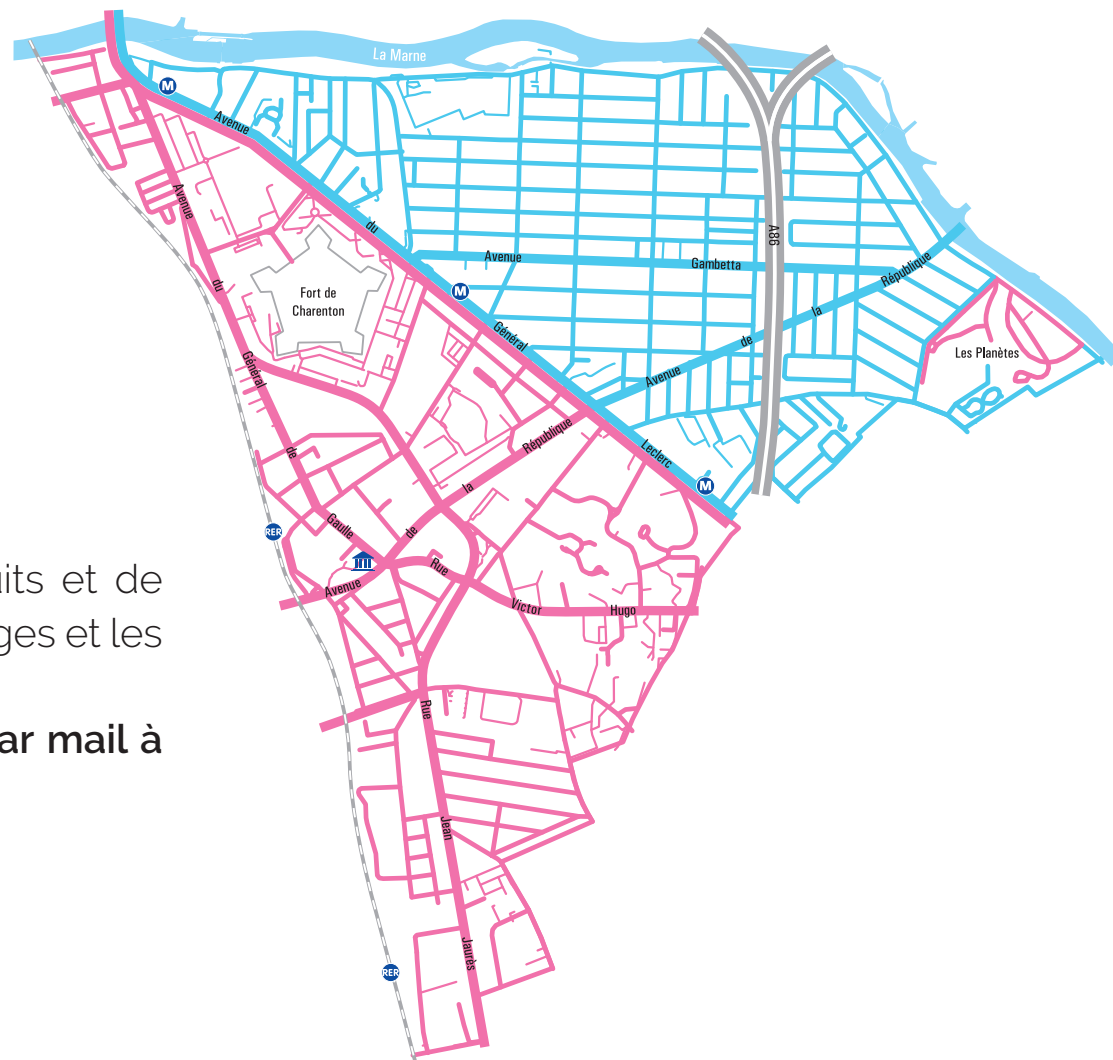 La Marne
M
Avenue
du
Général
Leclerc
M
M
Avenue
du
Général
de
Gaulle
Fort de
Charenton
Avenue
Gambetta
A86
Avenue
de
la
République
Les Planètes
Avenue
de
la
République
RER
Rue
Victor
Hugo
Rue
Jean
Jaurès
RER
uits et de
ges et les
ar mail à